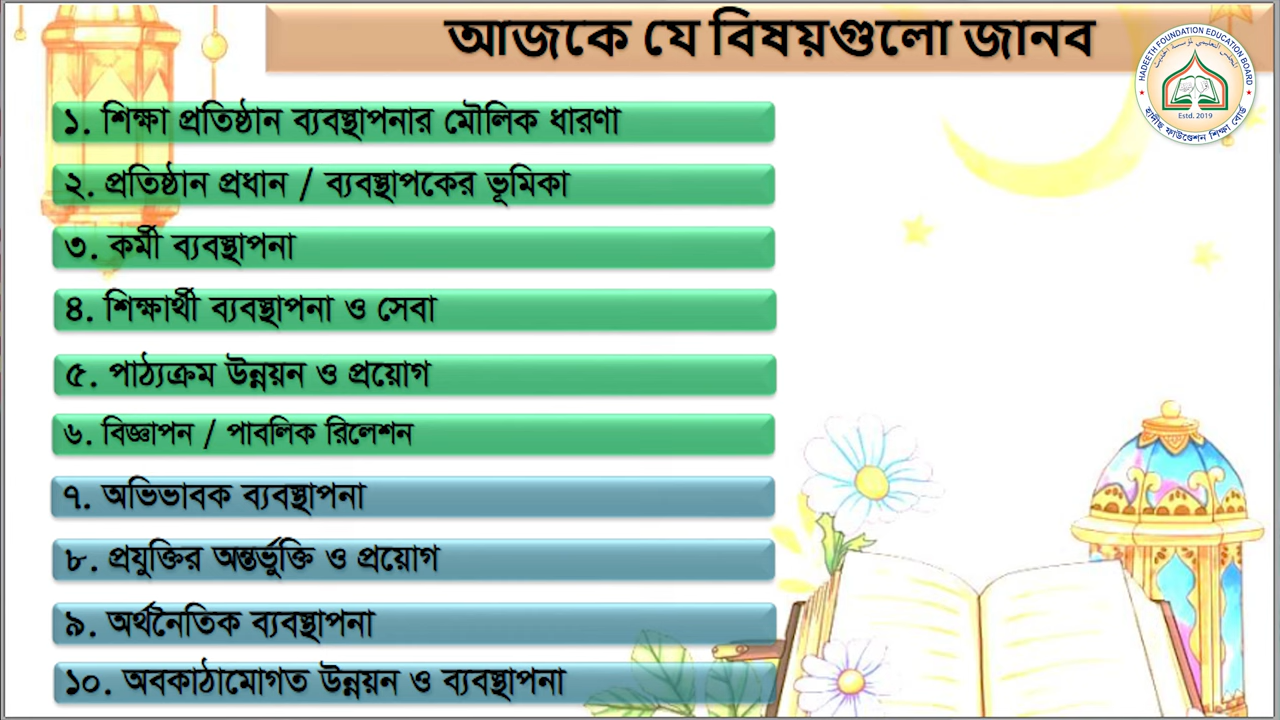 আজকে যে বিষয়গুলো জানব
HADEETH FOUNDATION EDUCATION BOARD
Estd. 2019
হাদীছ ফাউন্ডেশন শিক্ষা বোর্ড
১. শিক্ষা প্রতিষ্ঠান ব্যবস্থাপনার মৌলিক ধারণা
২. প্রতিষ্ঠান প্রধান / ব্যবস্থাপকের ভূমিকা
৩. কর্মী ব্যবস্থাপনা
৪. শিক্ষার্থী ব্যবস্থাপনা ও সেবা
৫. পাঠ্যক্রম উন্নয়ন ও প্রয়োগ
৬. বিজ্ঞাপন / পাবলিক রিলেশন
৭. অভিভাবক ব্যবস্থাপনা
৮. প্রযুক্তির অন্তর্ভুক্তি ও প্রয়োগ
৯. অর্থনৈতিক ব্যবস্থাপনা
১০. অবকাঠামোগত উন্নয়ন ও ব্যবস্থাপনা